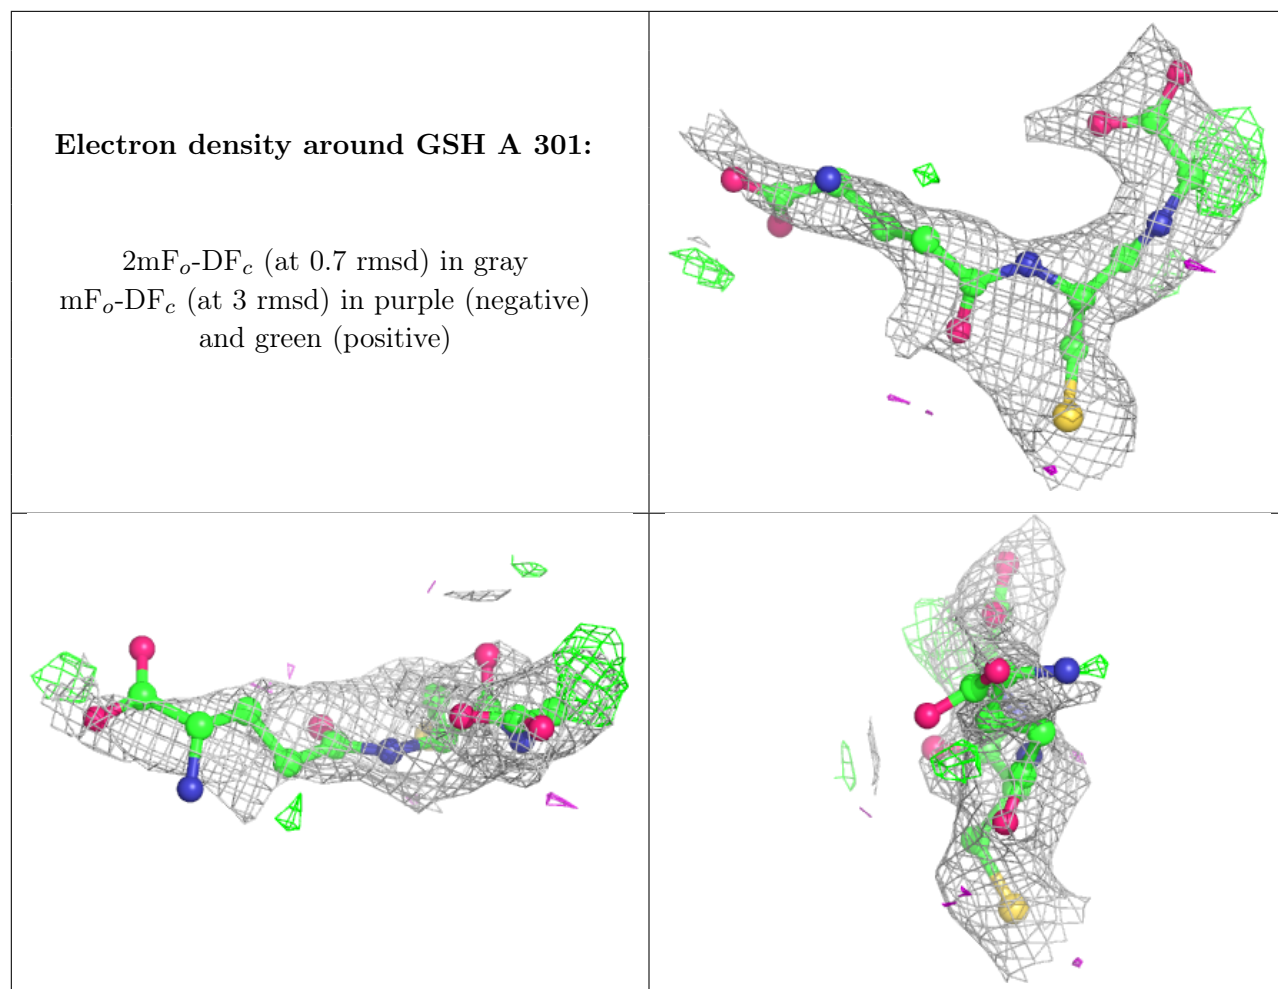 Electron density around GSH A 301:
2mFo-DFc (at 0.7 rmsd) in gray
mFo-DFc (at 3 rmsd) in purple (negative)
and green (positive)